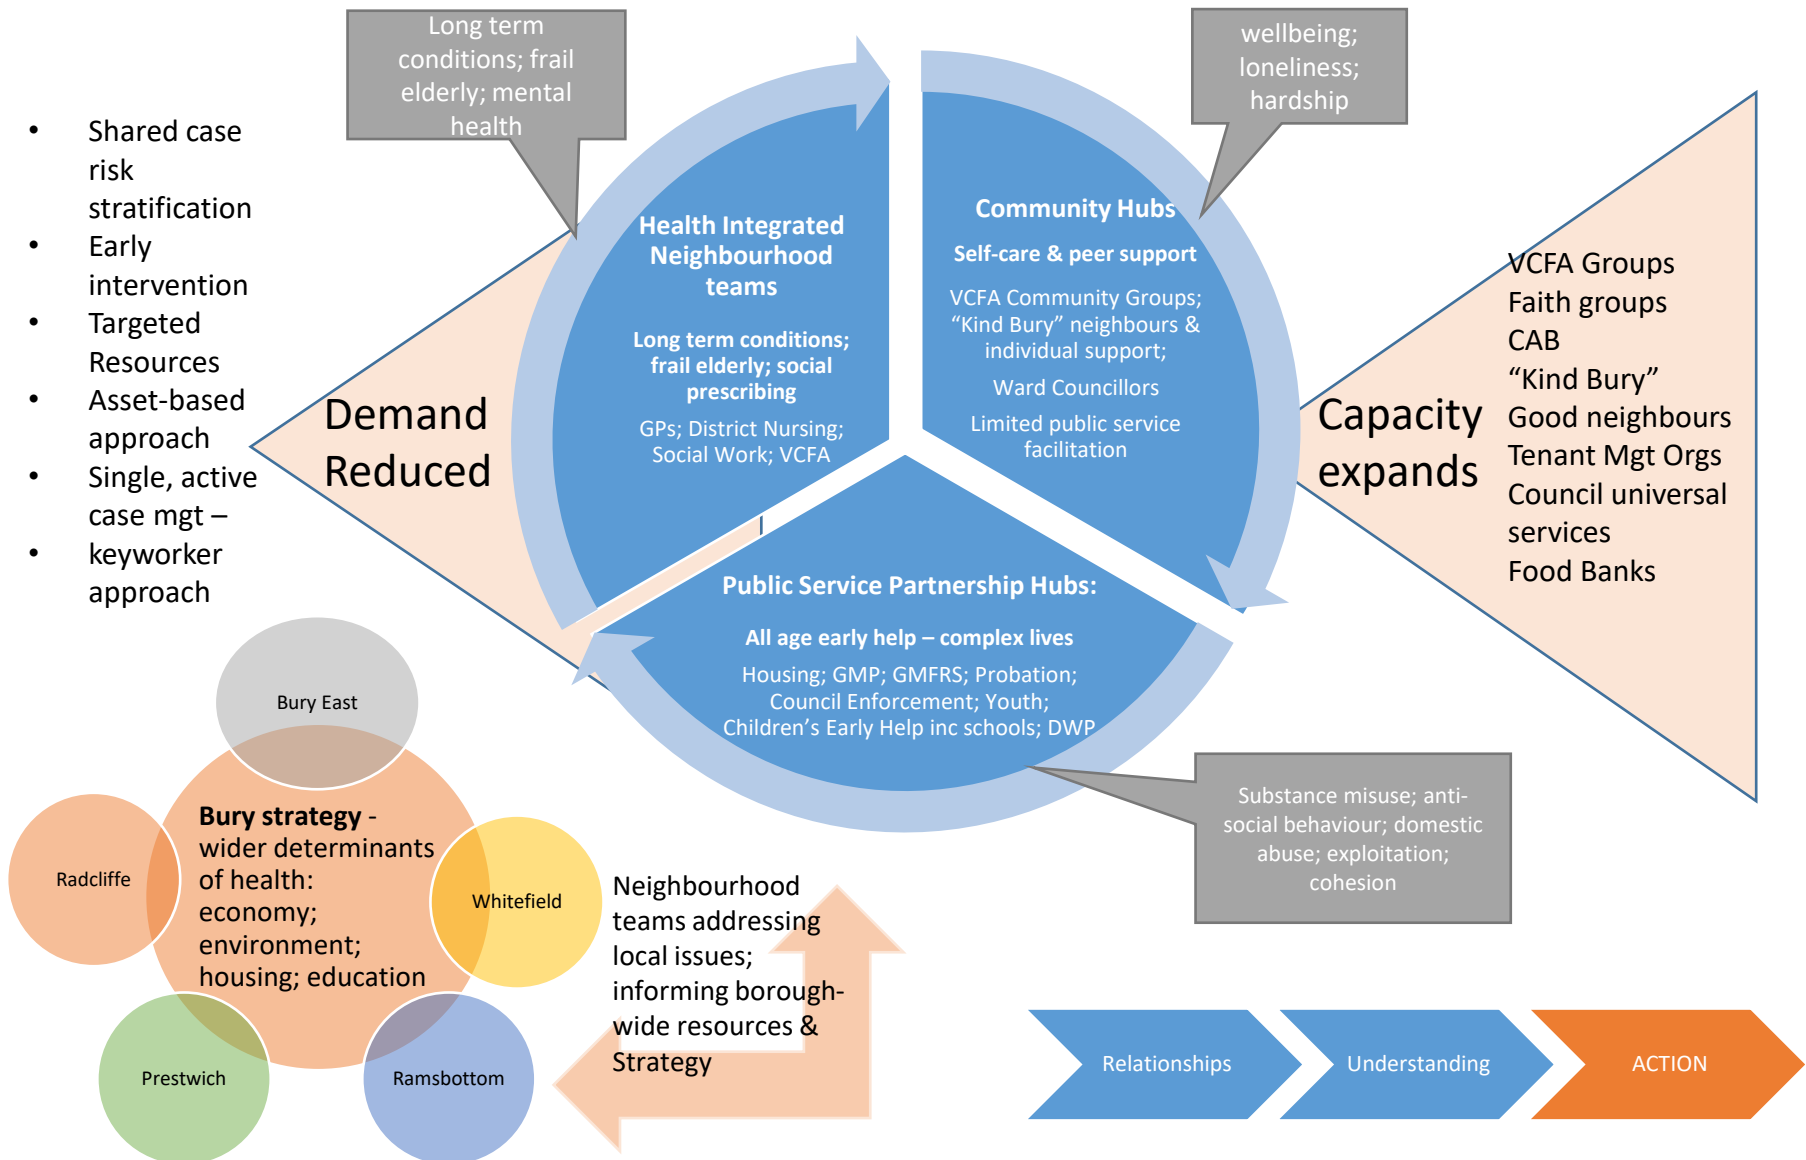 Long term
conditions; frail
elderly; mental
health
wellbeing;
loneliness;
hardship
• Shared case
risk
stratification
• Early
intervention
• Targeted
Resources
• Asset-based
approach
• Single, active
case mgt –
• keyworker
approach
Demand
Reduced
Health Integrated
Neighbourhood
teams
Long term conditions;
frail elderly; social
prescribing
GPs; District Nursing;
Social Work; VCFA
Community Hubs
Self-care & peer support
VCFA Community Groups;
“Kind Bury” neighbours &
individual support;
Ward Councillors
Limited public service
facilitation
Capacity
expands
VCFA Groups
Faith groups
CAB
“Kind Bury”
Good neighbours
Tenant Mgt Orgs
Council universal
services
Food Banks
Public Service Partnership Hubs:
All age early help – complex lives
Housing; GMP; GMFRS; Probation;
Council Enforcement; Youth;
Children’s Early Help inc schools; DWP
Substance misuse; anti-
social behaviour; domestic
abuse; exploitation;
cohesion
Bury East
Radcliffe
Bury strategy -
wider determinants
of health:
economy;
environment;
housing; education
Whitefield
Prestwich
Ramsbottom
Neighbourhood
teams addressing
local issues;
informing borough-
wide resources &
Strategy
Relationships
Understanding
ACTION